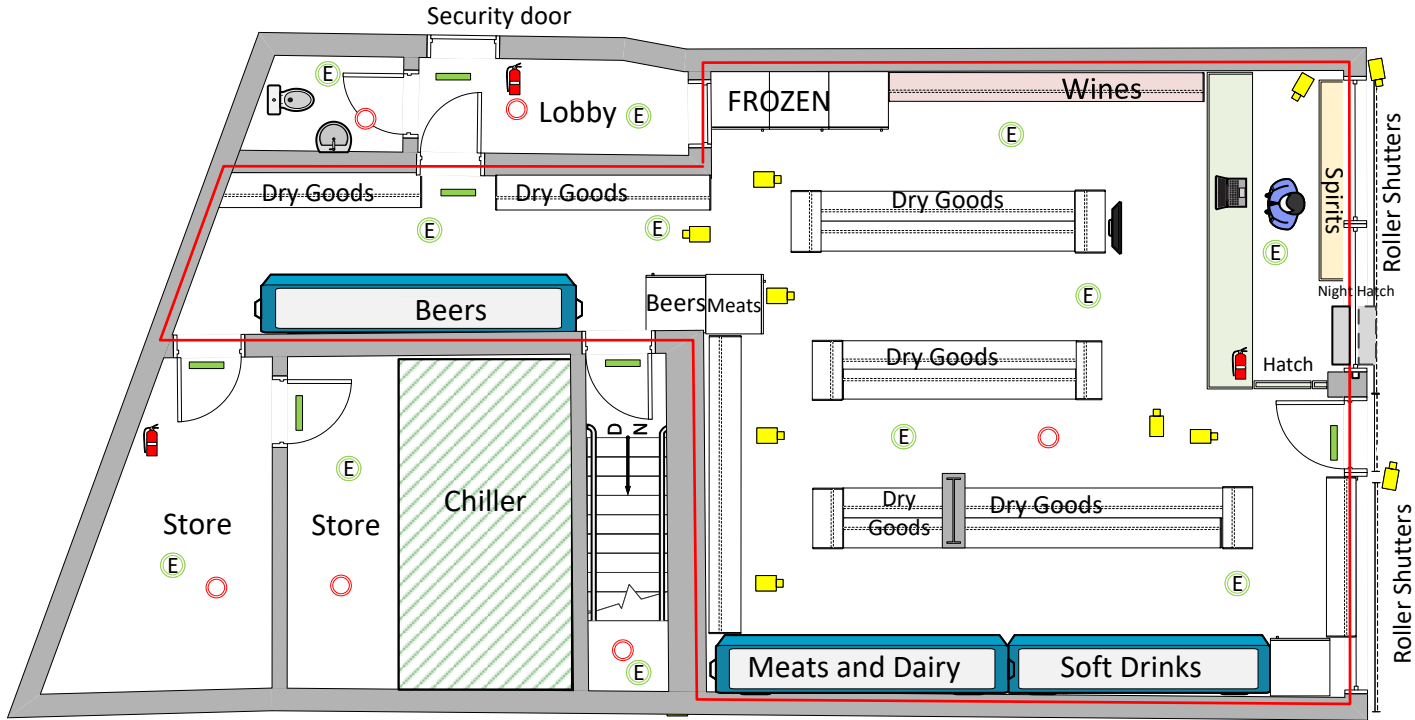 Security door
E
Lobby
E
FROZEN
Wines
E
Spirits
Roller Shutters
Dry Goods
Dry Goods
Dry Goods
E
E
E
Night Hatch
E
Beers
Beers
Meats
Dry Goods
Hatch
DN
E
E
Chiller
Store
Store
E
Dry
Goods
Dry Goods
E
Roller Shutters
E
Meats and Dairy
Soft Drinks